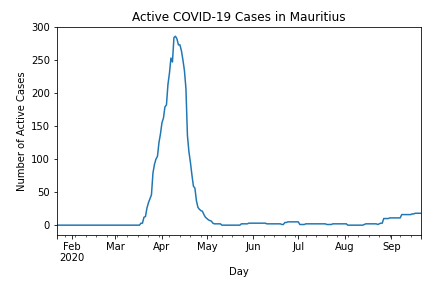 Active COVID-19 Cases in Mauritius
300
250
200
150
100
50
0
Number of Active Cases
Feb Mar Apr May Jun Jul Aug Sep
2020
Day